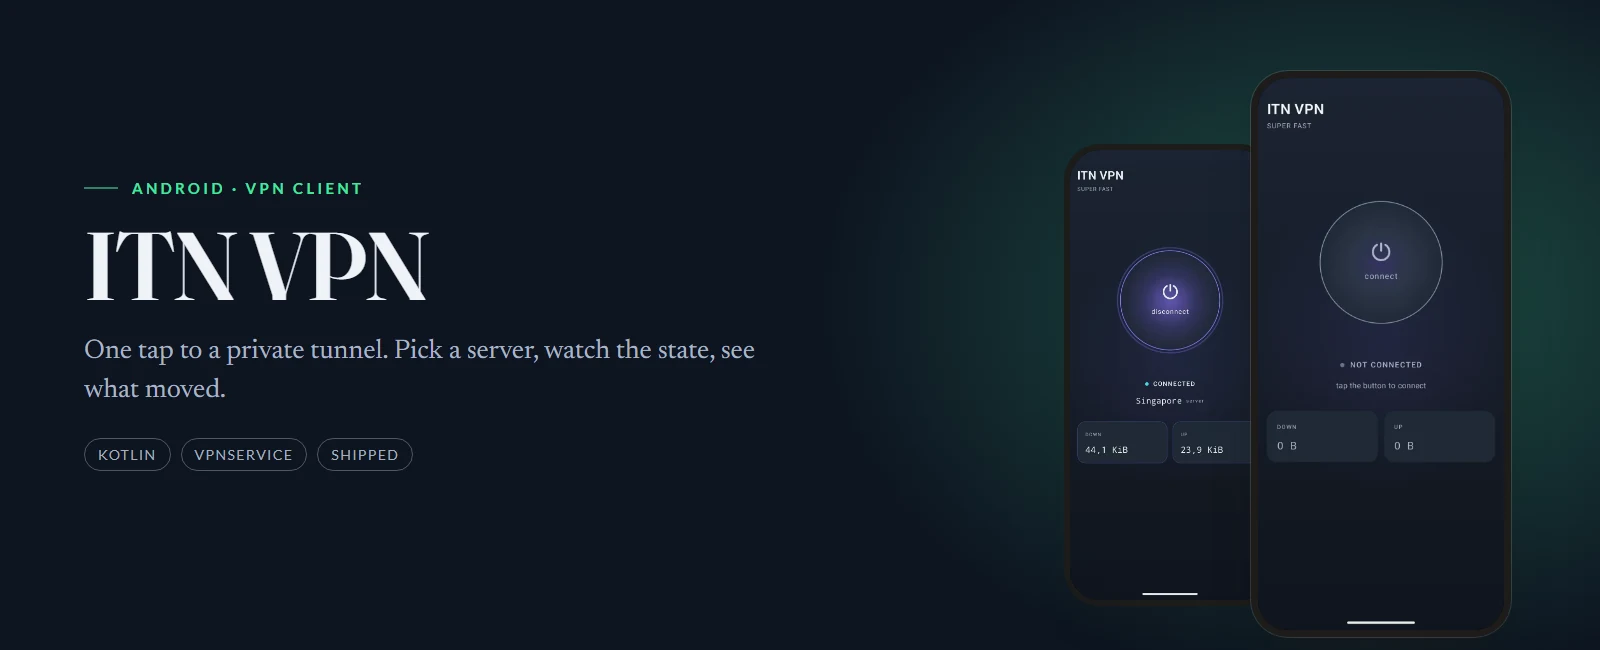 ANDROID · VPN CLIENT
ITN VPN
One tap to a private tunnel. Pick a server, watch the state, see
what moved.
KOTLIN
VPNSERVICE
SHIPPED
ITN VPN
SUPER FAST
disconnect
CONNECTED
Singapore server
DOWN
44,1 KiB
UP
23,9 KiB
ITN VPN
SUPER FAST
connect
NOT CONNECTED
tap the button to connect
DOWN
0 B
UP
0 B